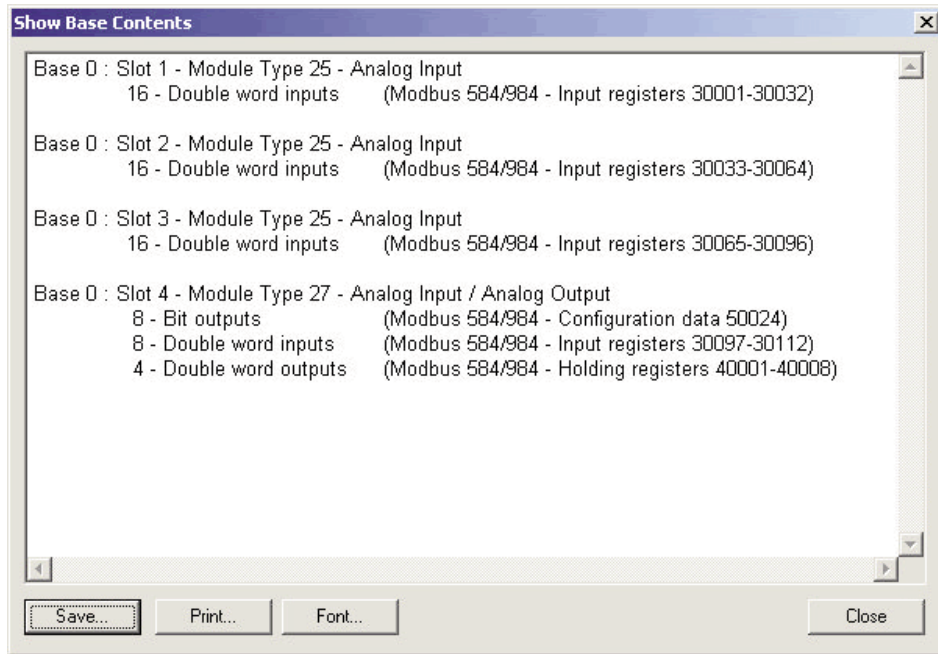 Show Base Contents
Base 0 : Slot 1 - Module Type 25 - Analog Input
16 - Double word inputs (Modbus 584/984 - Input registers 30001-30032)
Base 0 : Slot 2 - Module Type 25 - Analog Input
16 - Double word inputs (Modbus 584/984 - Input registers 30033-30064)
Base 0 : Slot 3 - Module Type 25 - Analog Input
16 - Double word inputs (Modbus 584/984 - Input registers 30065-30096)
Base 0 : Slot 4 - Module Type 27 - Analog Input / Analog Output
8 - Bit outputs (Modbus 584/984 - Configuration data 50024)
8 - Double word inputs (Modbus 584/984 - Input registers 30097-30112)
4 - Double word outputs (Modbus 584/984 - Holding registers 40001-40008)
Save... Print... Font... Close